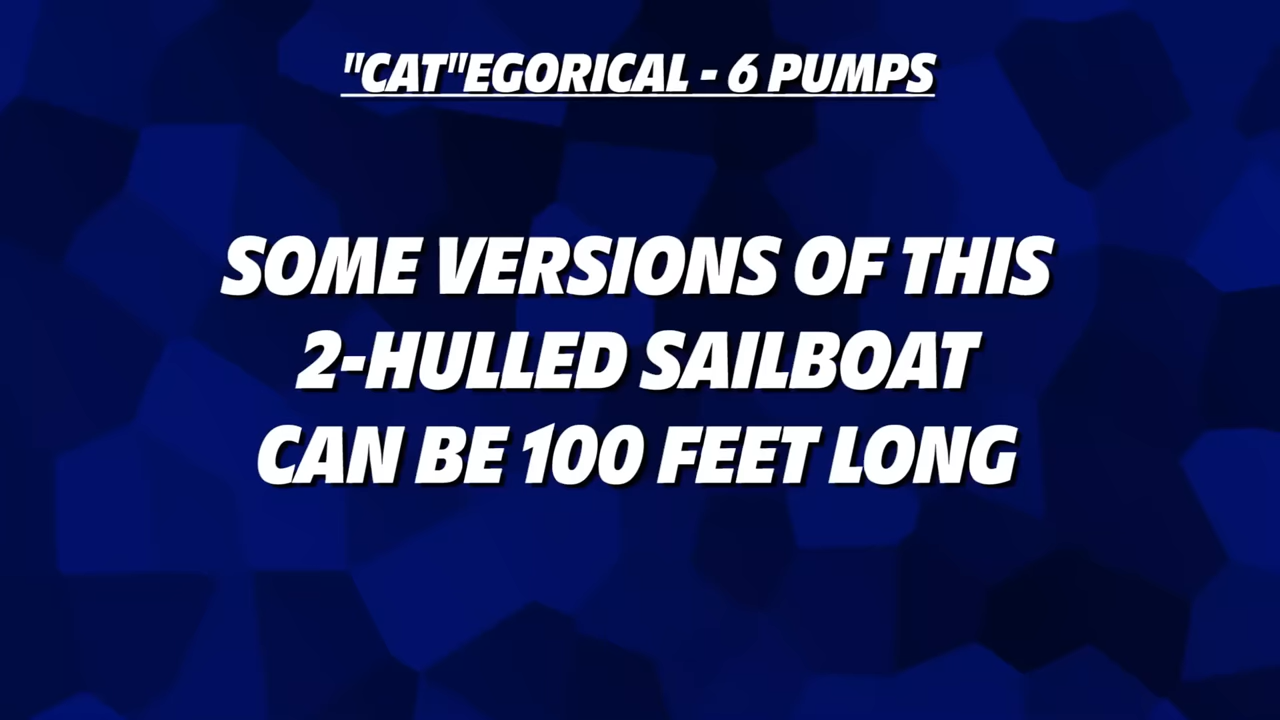 "CAT"EGORICAL - 6 PUMPS
SOME VERSIONS OF THIS
2-HULLED SAILBOAT
CAN BE 100 FEET LONG